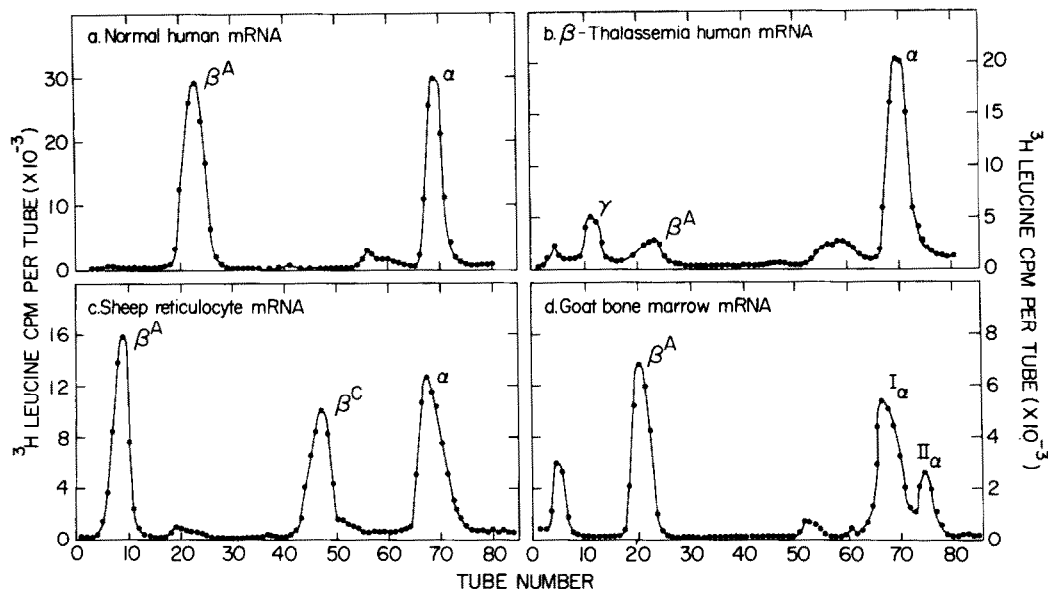 a. Normal human mRNA
b. β-Thalassemia human mRNA
β^A
α
γ
β^A
α
30
20
10
0
20
15
10
5
0
c. Sheep reticulocyte mRNA
d. Goat bone marrow mRNA
β^A
β^C
α
β^A
I_α
II_α
16
12
8
4
0
8
6
4
2
0
10 20 30 40 50 60 70 80
10 20 30 40 50 60 70 80
TUBE NUMBER
³H LEUCINE CPM PER TUBE (X10⁻³)
³H LEUCINE CPM PER TUBE (X10⁻³)